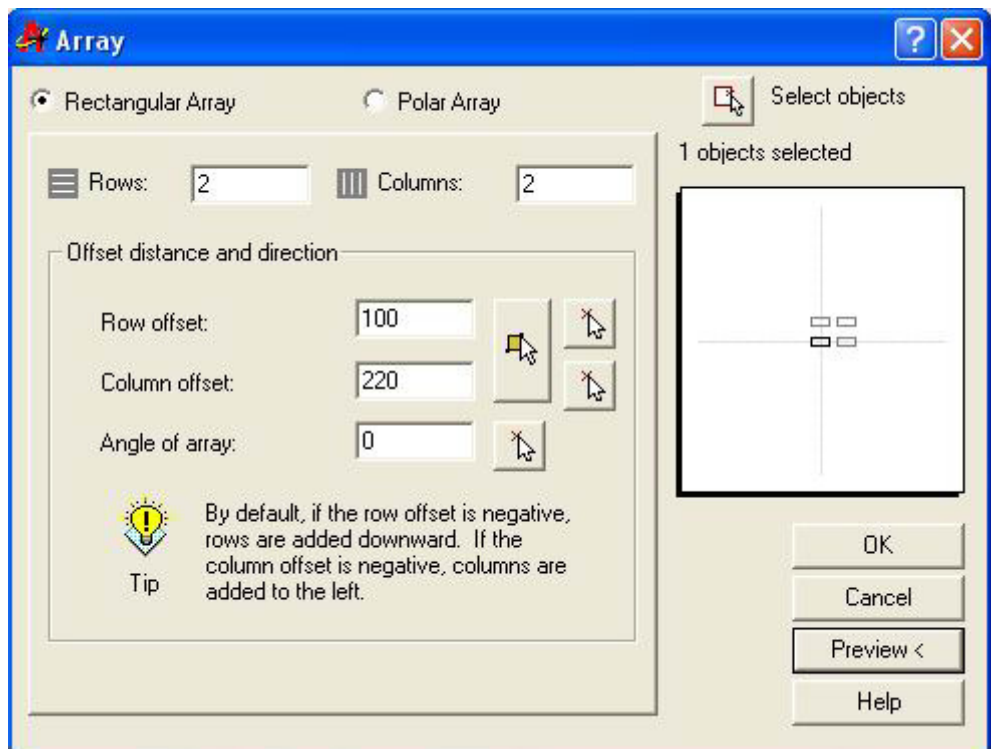 Array
Rectangular Array
Polar Array
Select objects
1 objects selected
Rows: 2
Columns: 2
Offset distance and direction
Row offset: 100
Column offset: 220
Angle of array: 0
Tip
By default, if the row offset is negative,
rows are added downward. If the
column offset is negative, columns are
added to the left.
OK
Cancel
Preview <
Help